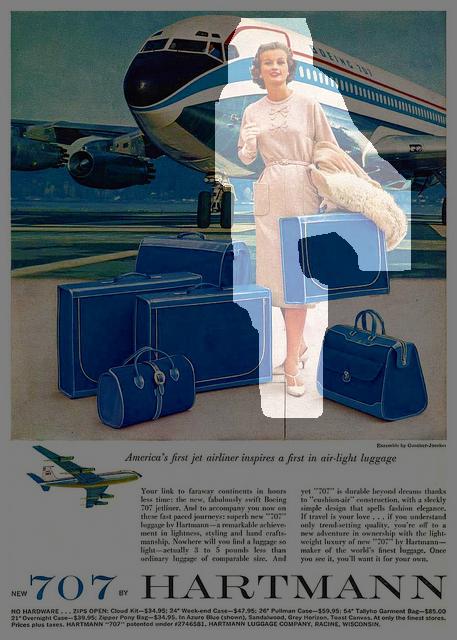 BOEING 707
Ensemble by Gunther-Jaeckel
America's first jet airliner inspires a first in air-light luggage
Your link to faraway continents in hours
less time: the new, fabulously swift Boeing
707 jetliner. And to accompany you on
these fast paced journeys: superb new "707"
luggage by Hartmann—a remarkable achieve-
ment in lightness, styling and hand crafts-
manship. Nowhere will you find a luggage so
light—actually 3 to 5 pounds less than
ordinary luggage of comparable size. And
yet "707" is durable beyond dreams thanks
to "cushion-air" construction, with a sleekly
simple design that spells fashion elegance.
If travel is your love . . . if you understand
only trend-setting quality, you're off to a
new adventure in ownership with the light-
weight luxury of new "707" by Hartmann—
maker of the world's finest luggage. Once
you see it, you'll want it for your own.
NEW 707 BY HARTMANN
NO HARDWARE . . . ZIPS OPEN: Cloud Kit—$34.95; 24" Week-end Case—$47.95; 26" Pullman Case—$59.95; 54" Tallyho Garment Bag—$85.00
21" Overnight Case—$39.95; Zipper Pony Bag—$34.95. In Azure Blue (shown), Sandalwood, Grey Horizon, Toast Canvas. At only the finest stores.
Prices plus taxes. HARTMANN "707" patented under #2746581. HARTMANN LUGGAGE COMPANY, RACINE, WISCONSIN.